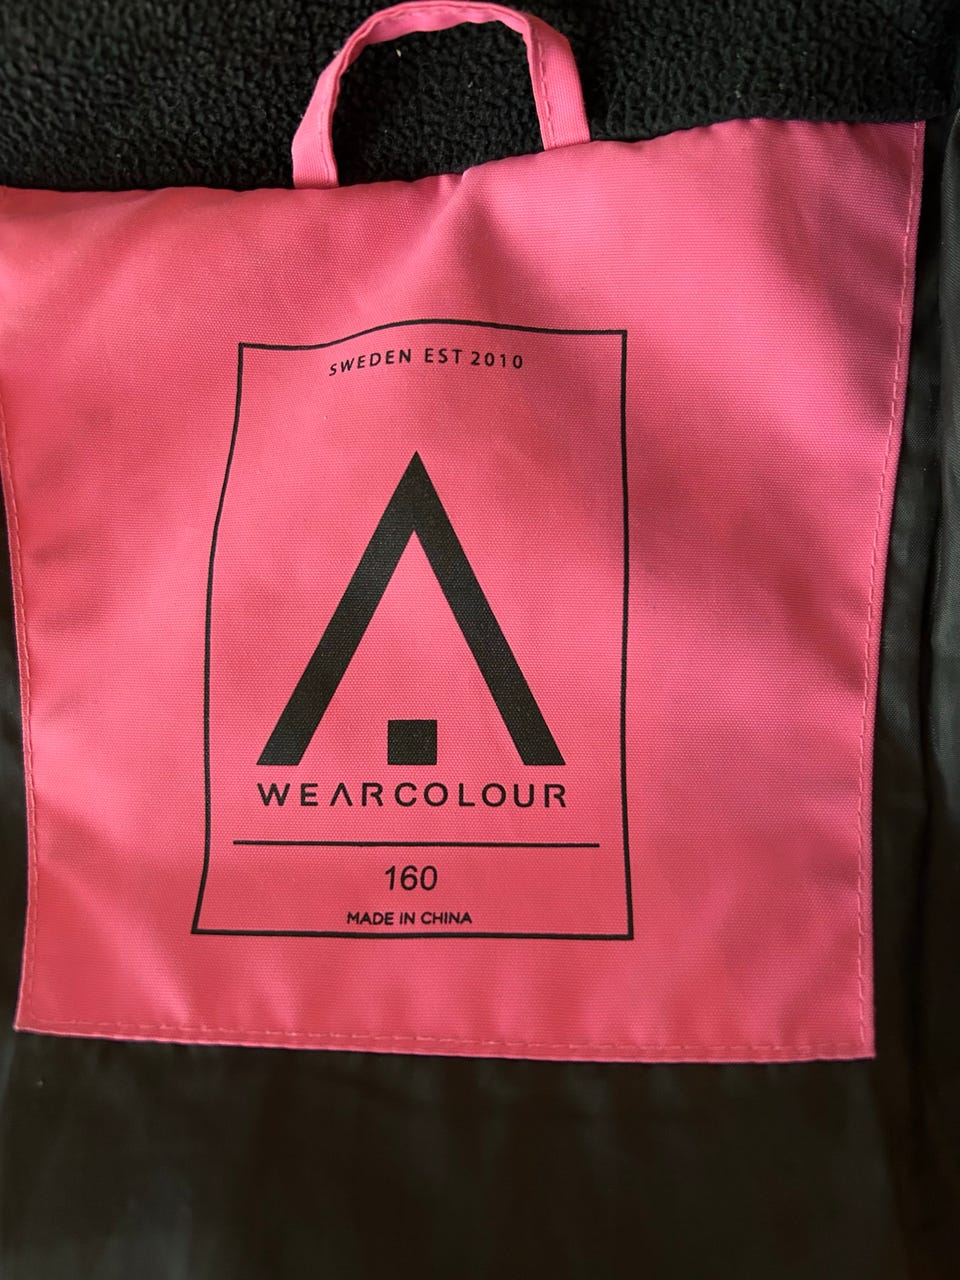 SWEDEN EST 2010
WEARCOLOUR
160
MADE IN CHINA